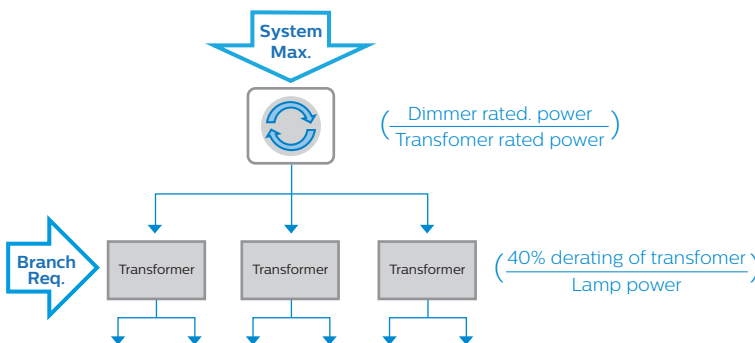 System
Max.
(Dimmer rated. power
Transfomer rated power)
Branch
Req.
Transformer
Transformer
Transformer
(40% derating of transfomer
Lamp power)